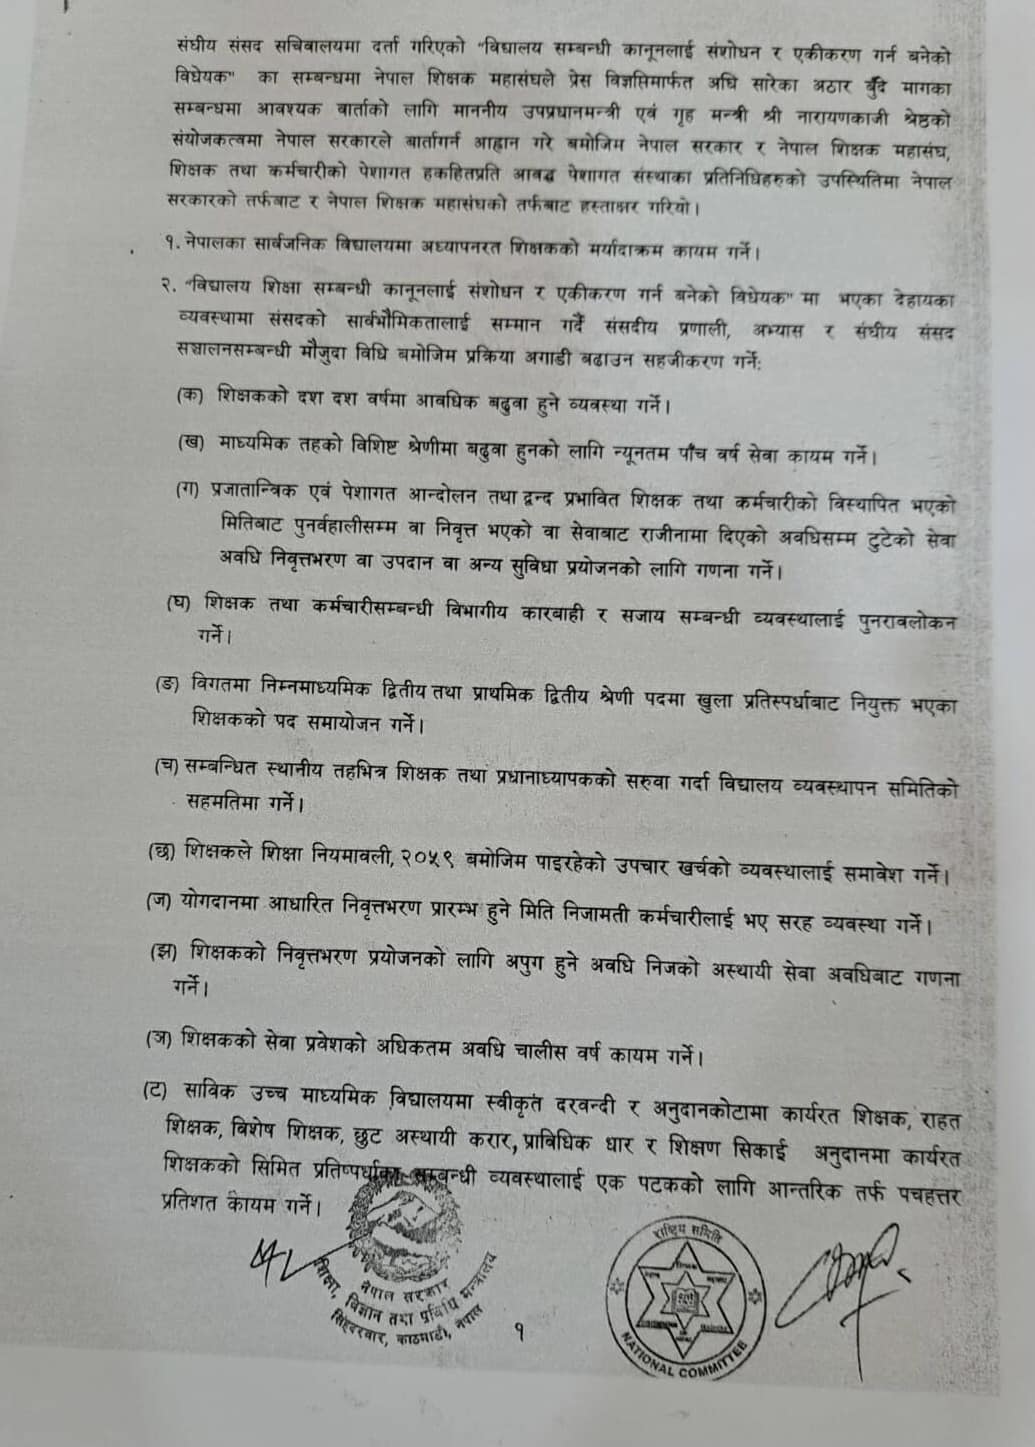 संघीय संसद सचिवालयमा दर्ता गरिएको "विद्यालय सम्बन्धी कानूनलाई संशोधन र एकीकरण गर्न बनेको
विधेयक" का सम्बन्धमा नेपाल शिक्षक महासंघले प्रेस विज्ञप्तिमार्फत अघि सारेका अठार बुँदे मागका
सम्बन्धमा आवश्यक वार्ताको लागि माननीय उपप्रधानमन्त्री एवं गृह मन्त्री श्री नारायणकाजी श्रेष्ठको
संयोजकत्वमा नेपाल सरकारले वार्तागर्न आह्वान गरे बमोजिम नेपाल सरकार र नेपाल शिक्षक महासंघ,
शिक्षक तथा कर्मचारीको पेशागत हकहितप्रति आवद्ध पेशागत संस्थाका प्रतिनिधिहरुको उपस्थितिमा नेपाल
सरकारको तर्फबाट र नेपाल शिक्षक महासंघको तर्फबाट हस्ताक्षर गरियो।
१. नेपालका सार्वजनिक विद्यालयमा अध्यापनरत शिक्षकको मर्यादाक्रम कायम गर्ने।
२. "विद्यालय शिक्षा सम्बन्धी कानूनलाई संशोधन र एकीकरण गर्न बनेको विधेयक" मा भएका देहायका
व्यवस्थामा संसदको सार्वभौमिकतालाई सम्मान गर्दै संसदीय प्रणाली, अभ्यास र संघीय संसद
सञ्चालनसम्बन्धी मौजुदा विधि बमोजिम प्रक्रिया अगाडी बढाउन सहजीकरण गर्ने:
(क) शिक्षकको दश दश वर्षमा आवधिक बढुवा हुने व्यवस्था गर्ने।
(ख) माध्यमिक तहको विशिष्ट श्रेणीमा बढुवा हुनको लागि न्यूनतम पाँच वर्ष सेवा कायम गर्ने।
(ग) प्रजातान्त्रिक एवं पेशागत आन्दोलन तथा द्वन्द प्रभावित शिक्षक तथा कर्मचारीको विस्थापित भएको
मितिबाट पुनर्वहालीसम्म वा निवृत्त भएको वा सेवाबाट राजीनामा दिएको अवधिसम्म टुटेको सेवा
अवधि निवृत्तभरण वा उपदान वा अन्य सुविधा प्रयोजनको लागि गणना गर्ने।
(घ) शिक्षक तथा कर्मचारीसम्बन्धी विभागीय कारबाही र सजाय सम्बन्धी व्यवस्थालाई पुनरावलोकन
गर्ने।
(ङ) विगतमा निम्नमाध्यमिक द्वितीय तथा प्राथमिक द्वितीय श्रेणी पदमा खुला प्रतिस्पर्धाबाट नियुक्त भएका
शिक्षकको पद समायोजन गर्ने।
(च) सम्बन्धित स्थानीय तहभित्र शिक्षक तथा प्रधानाध्यापकको सरुवा गर्दा विद्यालय व्यवस्थापन समितिको
सहमतिमा गर्ने।
(छ) शिक्षकले शिक्षा नियमावली, २०५९ बमोजिम पाइरहेको उपचार खर्चको व्यवस्थालाई समावेश गर्ने।
(ज) योगदानमा आधारित निवृत्तभरण प्रारम्भ हुने मिति निजामती कर्मचारीलाई भए सरह व्यवस्था गर्ने।
(झ) शिक्षकको निवृत्तभरण प्रयोजनको लागि अपुग हुने अवधि निजको अस्थायी सेवा अवधिबाट गणना
गर्ने।
(ञ) शिक्षकको सेवा प्रवेशको अधिकतम अवधि चालीस वर्ष कायम गर्ने।
(ट) साविक उच्च माध्यमिक विद्यालयमा स्वीकृत दरवन्दी र अनुदानकोटामा कार्यरत शिक्षक, राहत
शिक्षक, विशेष शिक्षक, छुट अस्थायी करार, प्राविधिक धार र शिक्षण सिकाई अनुदानमा कार्यरत
शिक्षकको सिमित प्रतिष्पर्धाका सम्बन्धी व्यवस्थालाई एक पटकको लागि आन्तरिक तर्फ पचहत्तर
प्रतिशत कायम गर्ने।
नेपाल सरकार
शिक्षा, विज्ञान तथा प्रविधि मन्त्रालय
सिंहदरबार, काठमाडौं, नेपाल
१
राष्ट्रिय समिति
NATIONAL COMMITTEE